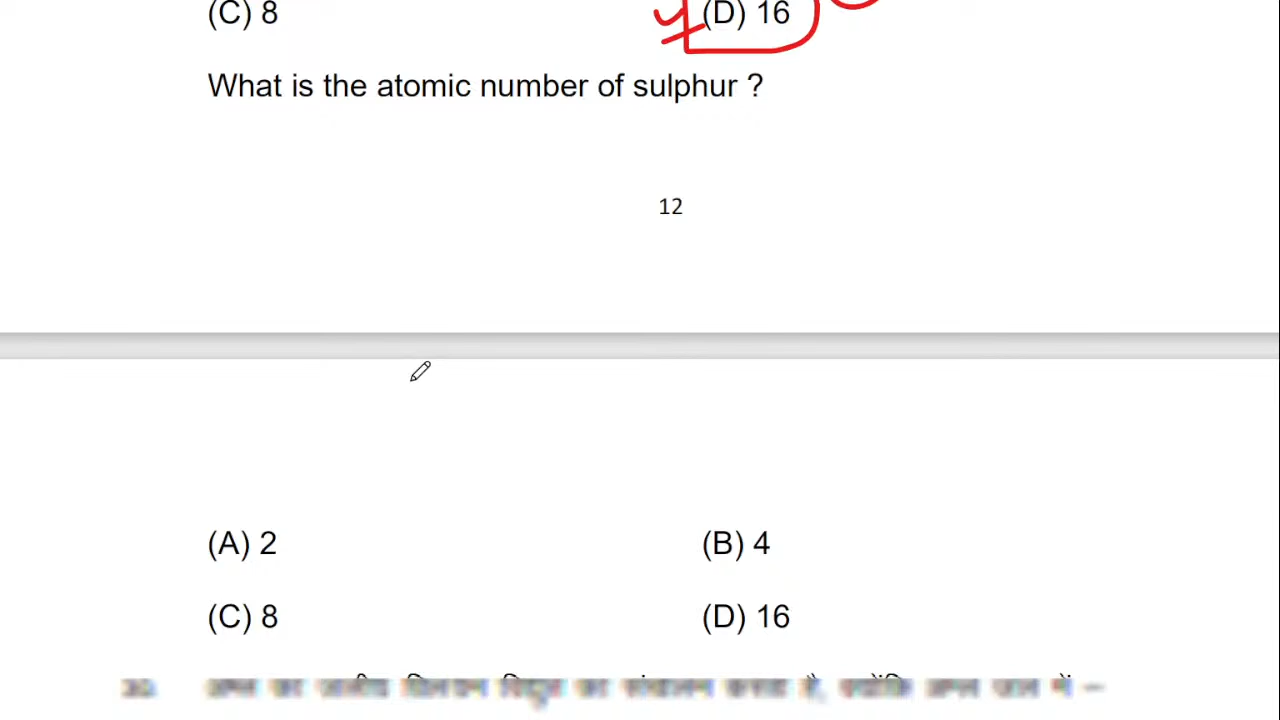 (C) 8 (D) 16
What is the atomic number of sulphur ?
12
(A) 2 (B) 4
(C) 8 (D) 16